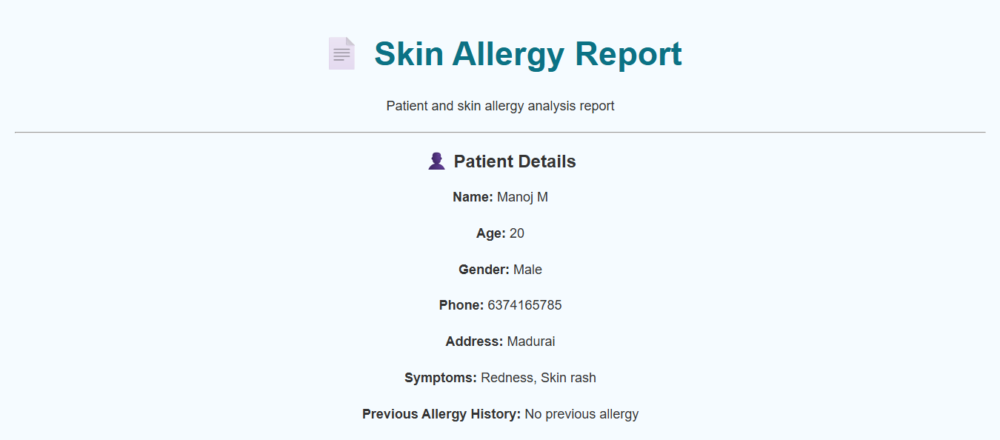 Skin Allergy Report
Patient and skin allergy analysis report
Patient Details
Name: Manoj M
Age: 20
Gender: Male
Phone: 6374165785
Address: Madurai
Symptoms: Redness, Skin rash
Previous Allergy History: No previous allergy